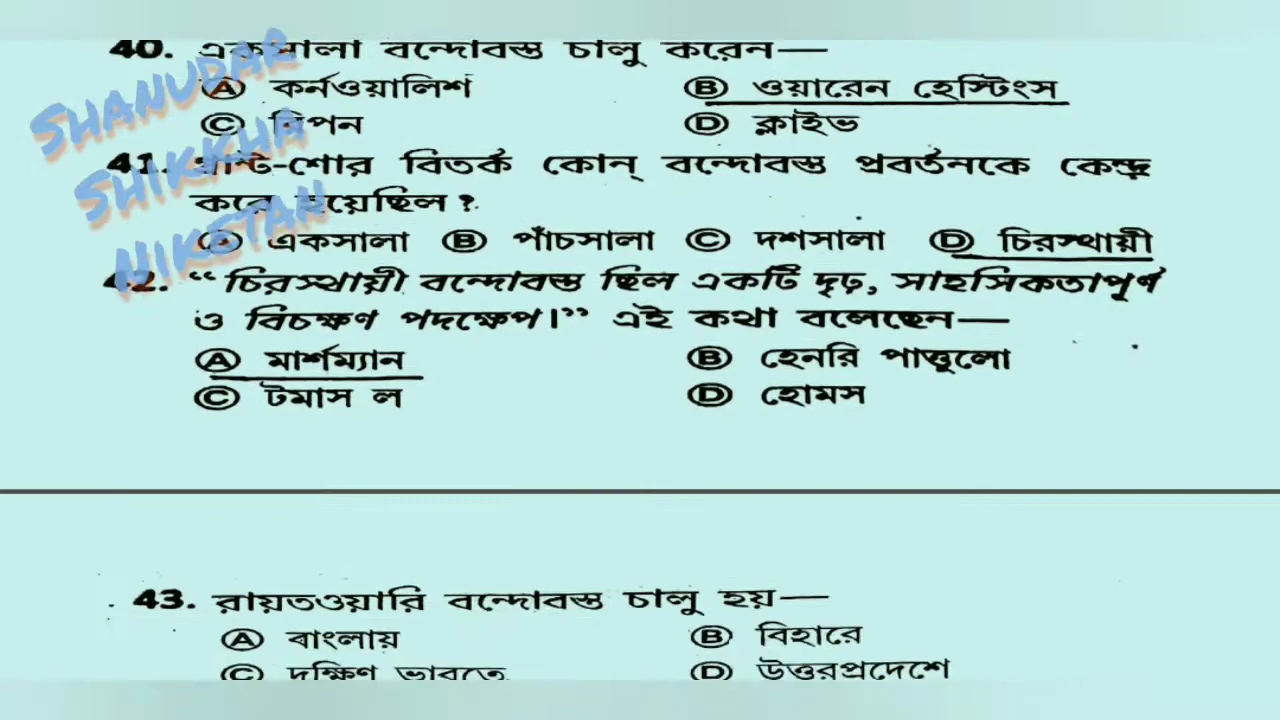 40. একসালা বন্দোবস্ত চালু করেন—
Ⓐ কর্নওয়ালিশ Ⓑ ওয়ারেন হেস্টিংস
Ⓒ রিপন Ⓓ ক্লাইভ
41. গ্রান্ট-শোর বিতর্ক কোন্ বন্দোবস্ত প্রবর্তনকে কেন্দ্র
করে হয়েছিল ?
Ⓐ একসালা Ⓑ পাঁচসালা Ⓒ দশসালা Ⓓ চিরস্থায়ী
42. “চিরস্থায়ী বন্দোবস্ত ছিল একটি দৃঢ়, সাহসিকতাপূর্ণ
ও বিচক্ষণ পদক্ষেপ।” এই কথা বলেছেন—
Ⓐ মার্শম্যান Ⓑ হেনরি পাত্তুলো
Ⓒ টমাস ল Ⓓ হোমস
43. রায়তওয়ারি বন্দোবস্ত চালু হয়—
Ⓐ বাংলায় Ⓑ বিহারে
Ⓒ দক্ষিণ ভারতে Ⓓ উত্তরপ্রদেশে
SHANUDAR
SHIKKHA
NIKETAN